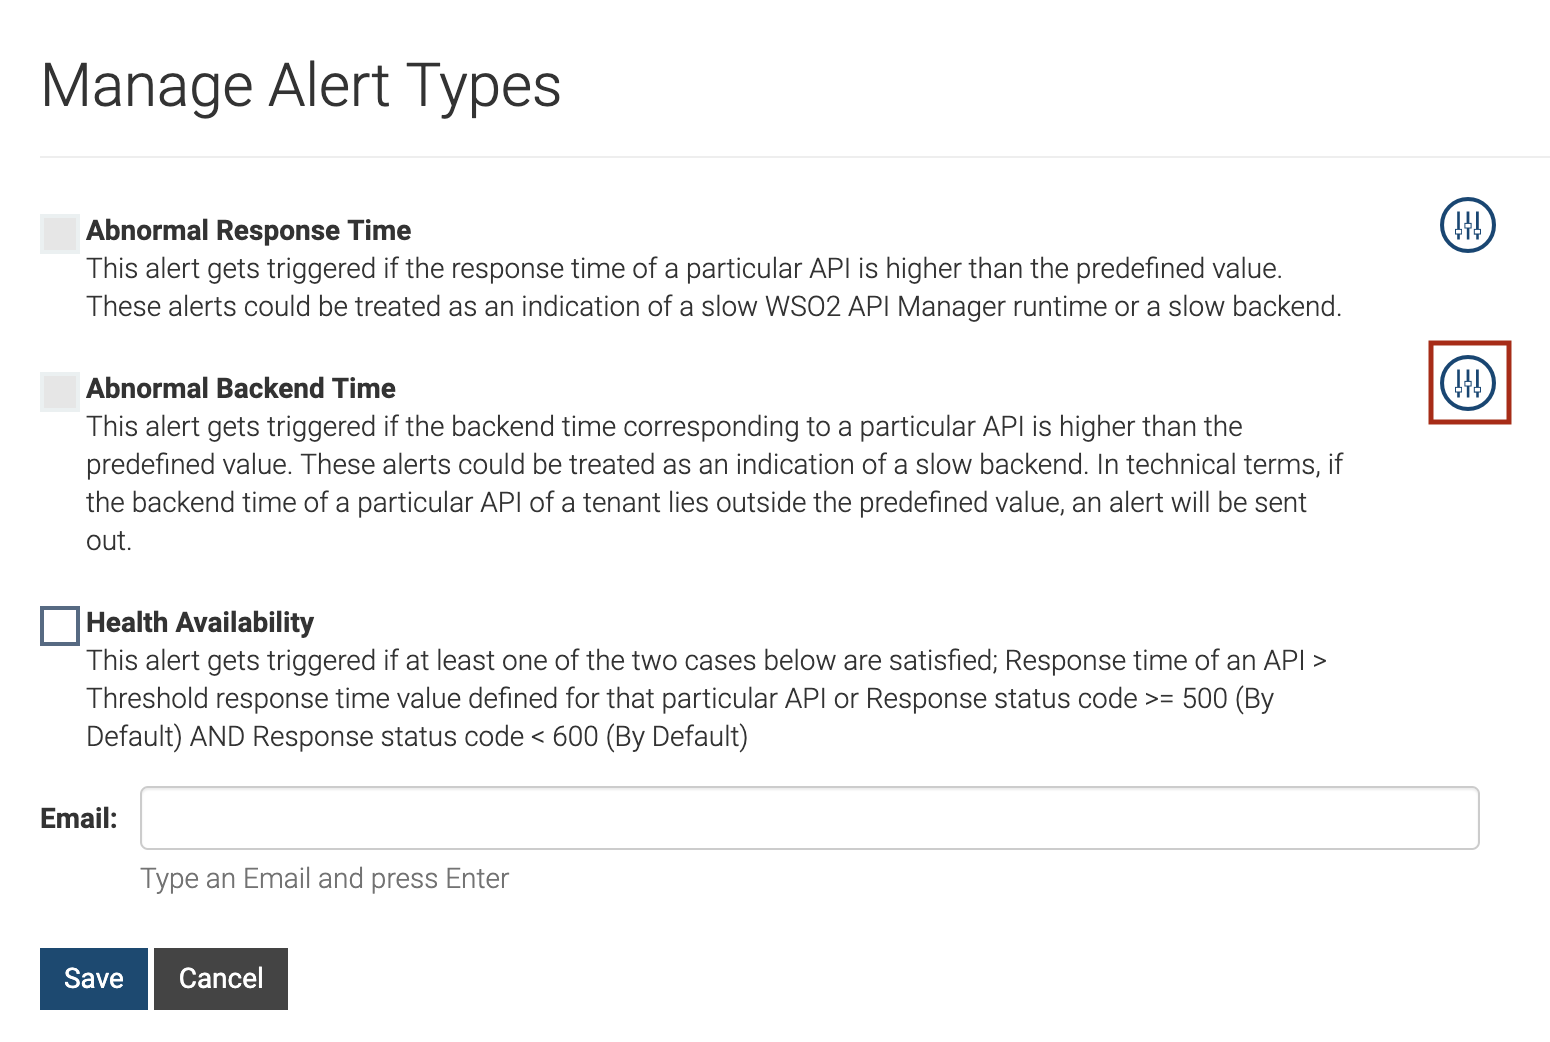 Manage Alert Types
Abnormal Response Time
This alert gets triggered if the response time of a particular API is higher than the predefined value.
These alerts could be treated as an indication of a slow WSO2 API Manager runtime or a slow backend.
Abnormal Backend Time
This alert gets triggered if the backend time corresponding to a particular API is higher than the
predefined value. These alerts could be treated as an indication of a slow backend. In technical terms, if
the backend time of a particular API of a tenant lies outside the predefined value, an alert will be sent
out.
Health Availability
This alert gets triggered if at least one of the two cases below are satisfied; Response time of an API >
Threshold response time value defined for that particular API or Response status code >= 500 (By
Default) AND Response status code < 600 (By Default)
Email:
Type an Email and press Enter
Save Cancel